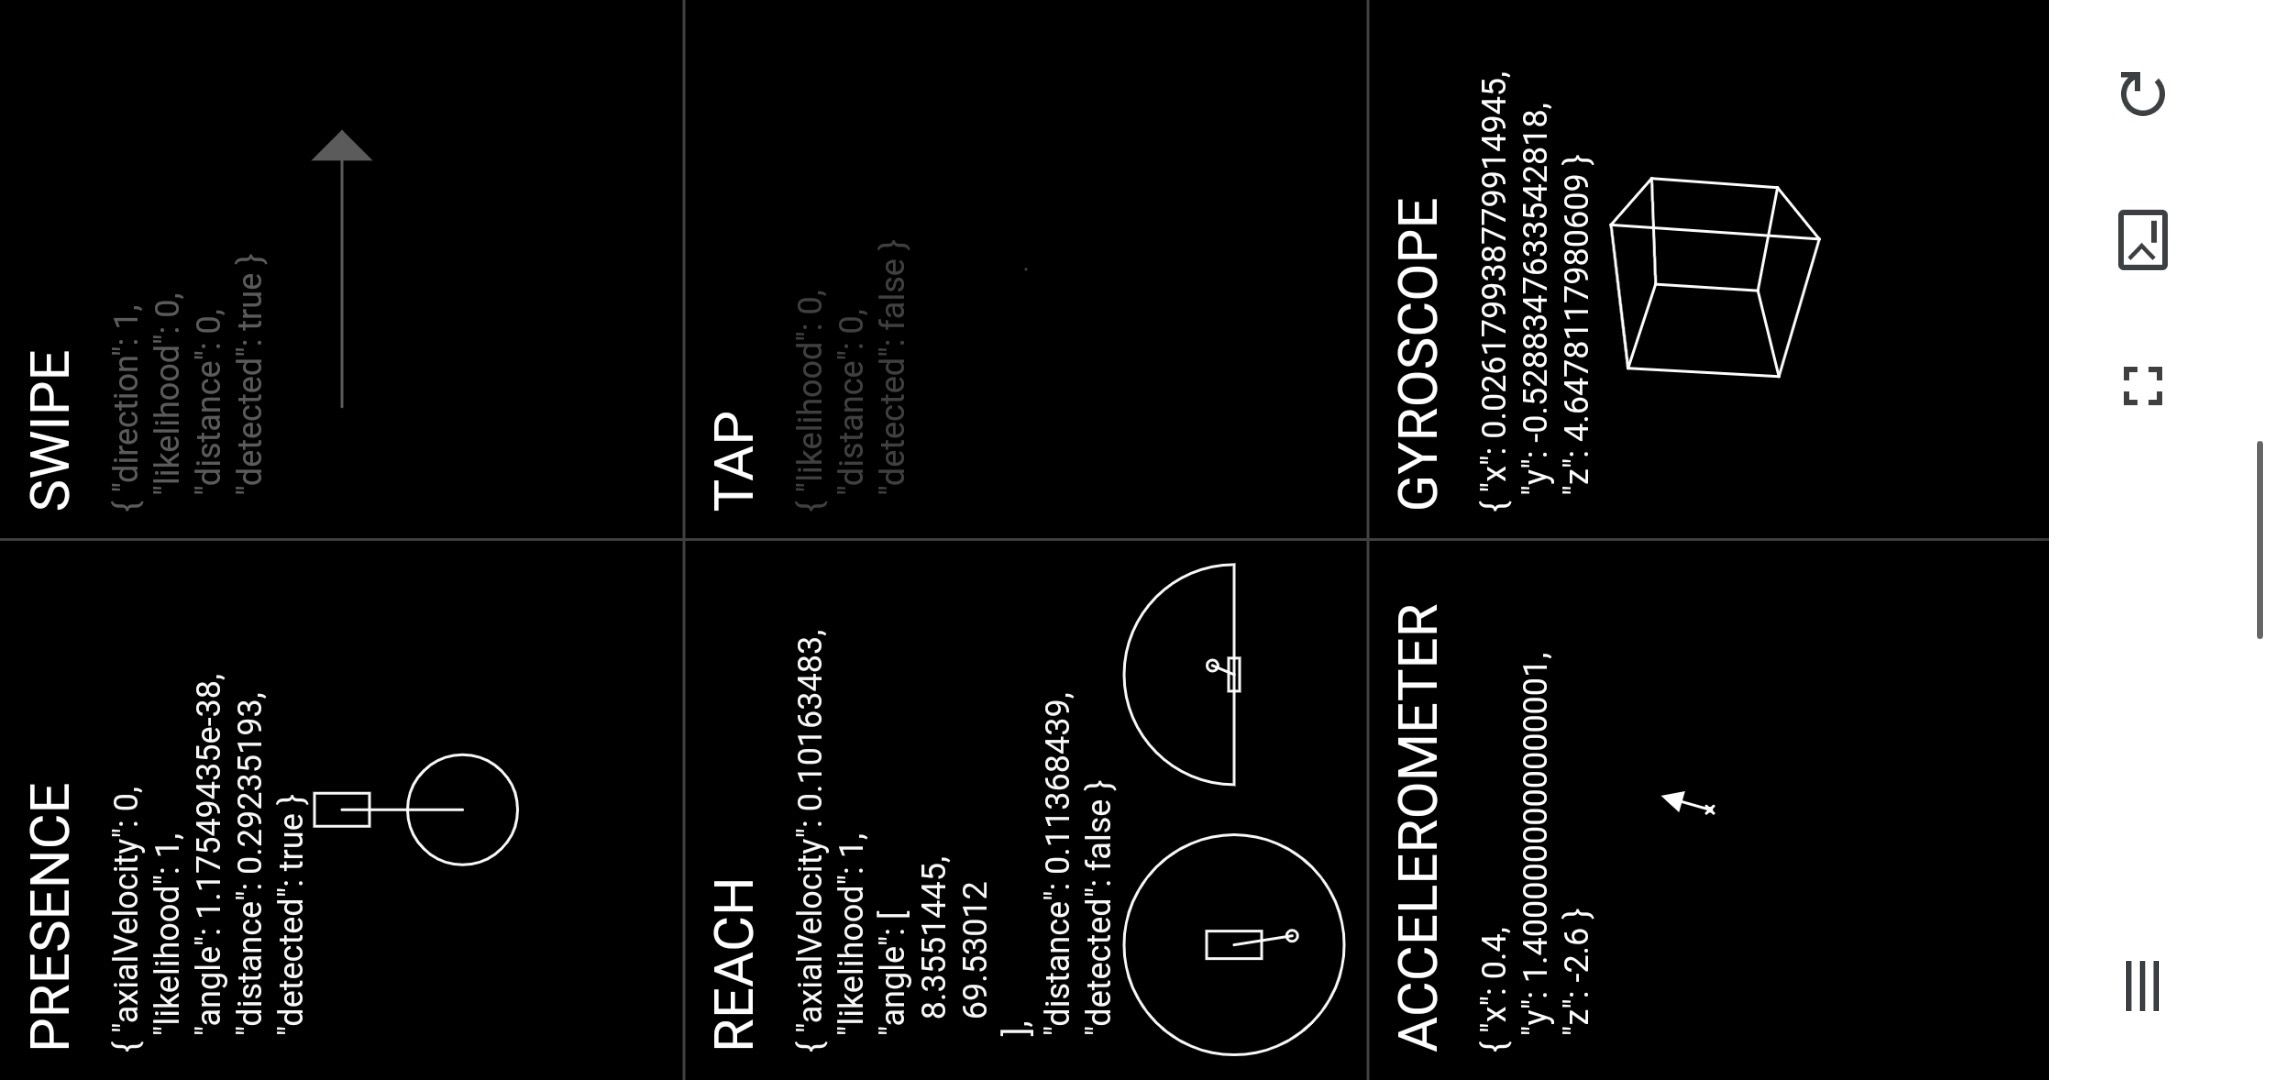 PRESENCE
{ "axialVelocity": 0,
"likelihood": 1,
"angle": 1.17549435e-38,
"distance": 0.29235193,
"detected": true }
SWIPE
{ "direction": 1,
"likelihood": 0,
"distance": 0,
"detected": true }
REACH
{ "axialVelocity": 0.10163483,
"likelihood": 1,
"angle": [
8.3551445,
69.53012
],
"distance": 0.11368439,
"detected": false }
TAP
{ "likelihood": 0,
"distance": 0,
"detected": false }
ACCELEROMETER
{ "x": 0.4,
"y": 1.4000000000000001,
"z": -2.6 }
GYROSCOPE
{ "x": 0.026179938779914945,
"y": -0.5288347633542818,
"z": 4.647811798​0609 }